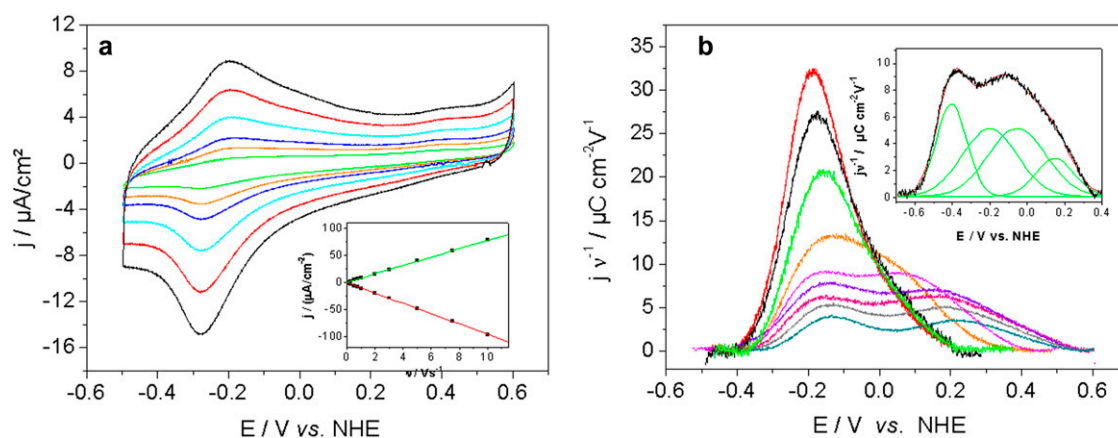 a
j / µA/cm²
12
8
4
0
-4
-8
-12
-16
-0.6 -0.4 -0.2 0.0 0.2 0.4 0.6
E / V vs. NHE
j / (µA/cm⁻²)
100
50
0
-50
-100
0 2 4 6 8 10
b
j ν⁻¹ / µC cm⁻²V⁻¹
35
30
25
20
15
10
5
0
-0.6 -0.4 -0.2 0.0 0.2 0.4 0.6
E / V vs. NHE
jν⁻¹ / µC cm⁻²V⁻¹
10
8
6
4
2
0
-0.6 -0.4 -0.2 0.0 0.2 0.4
E / V vs. NHE